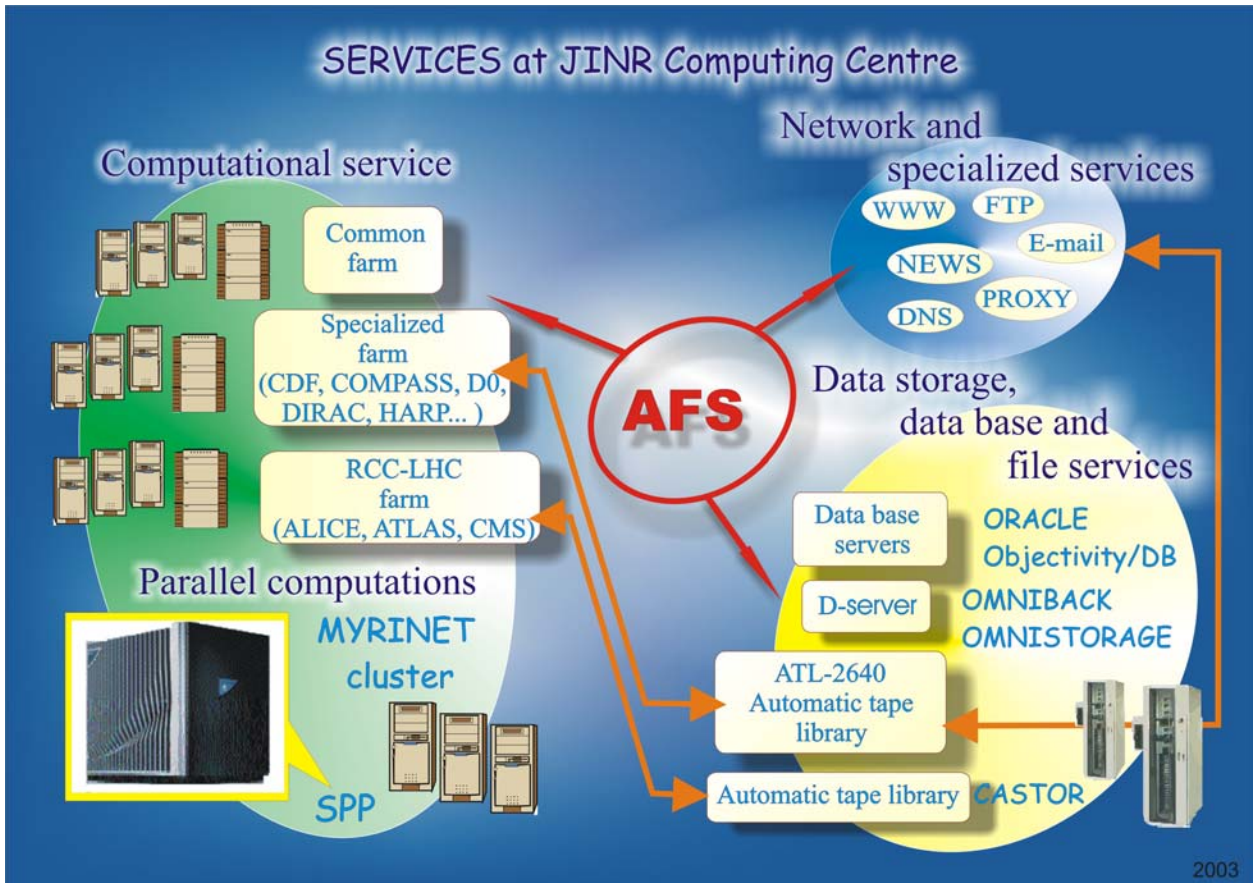 SERVICES at JINR Computing Centre
Computational service
Common
farm
Specialized
farm
(CDF, COMPASS, D0,
DIRAC, HARP... )
RCC-LHC
farm
(ALICE, ATLAS, CMS)
Parallel computations
MYRINET
cluster
SPP
AFS
Network and
specialized services
WWW
FTP
E-mail
NEWS
PROXY
DNS
Data storage,
data base and
file services
Data base
servers
ORACLE
Objectivity/DB
D-server
OMNIBACK
OMNISTORAGE
ATL-2640
Automatic tape
library
Automatic tape library
CASTOR
2003